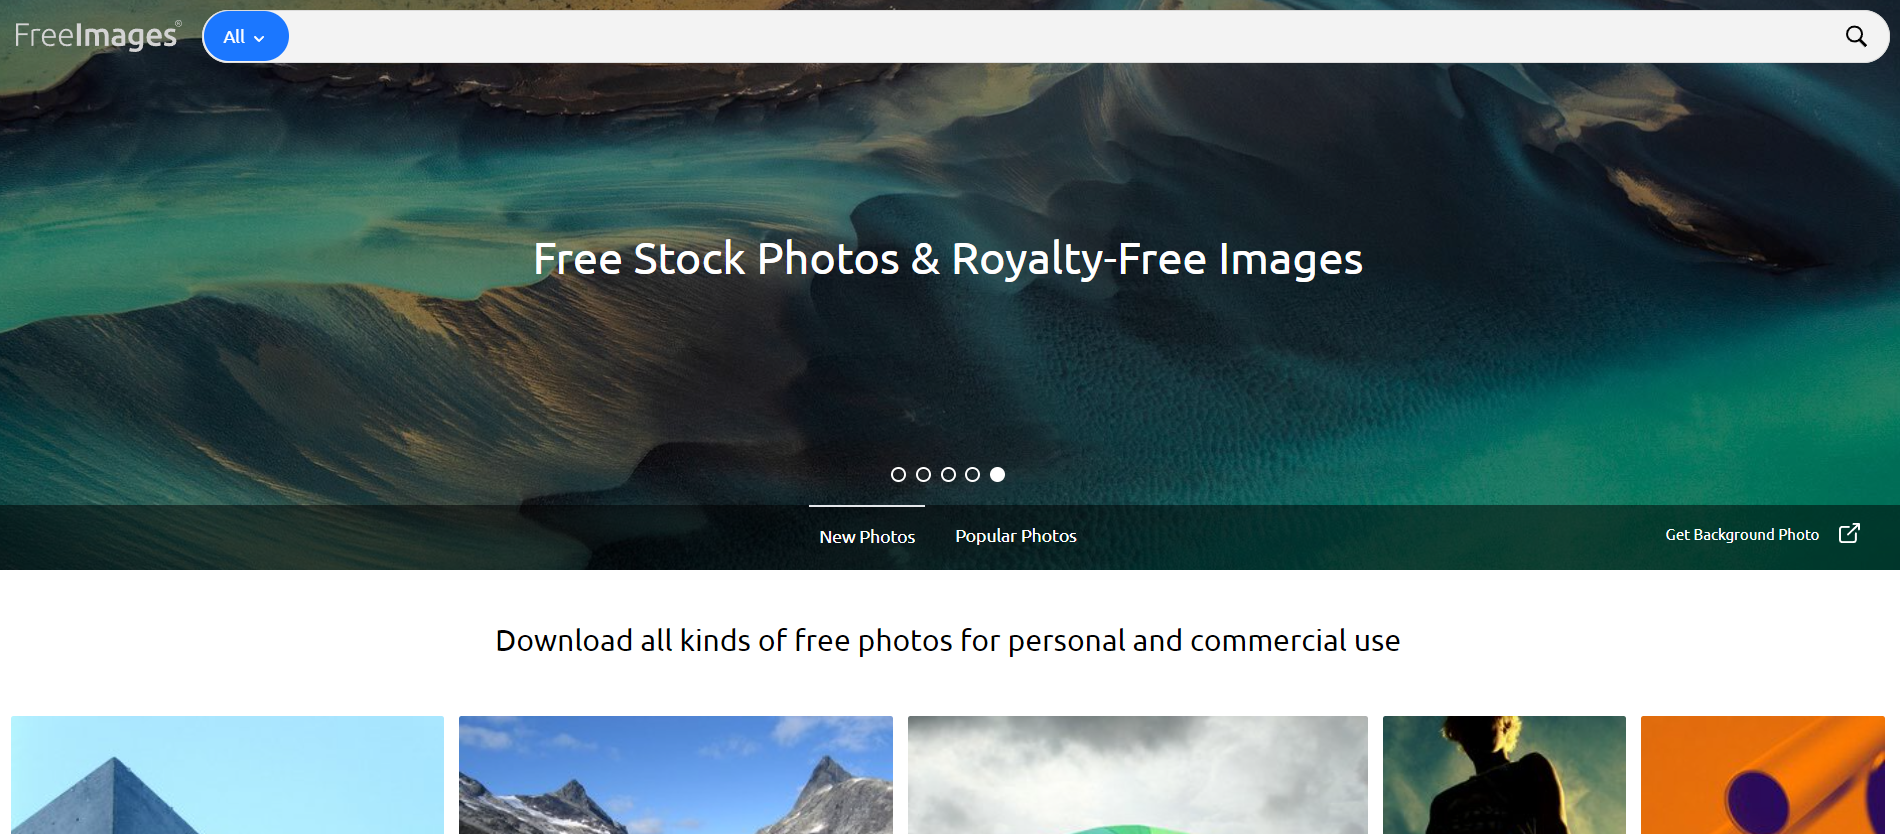 FreeImages®
All
Free Stock Photos & Royalty-Free Images
New Photos
Popular Photos
Get Background Photo
Download all kinds of free photos for personal and commercial use